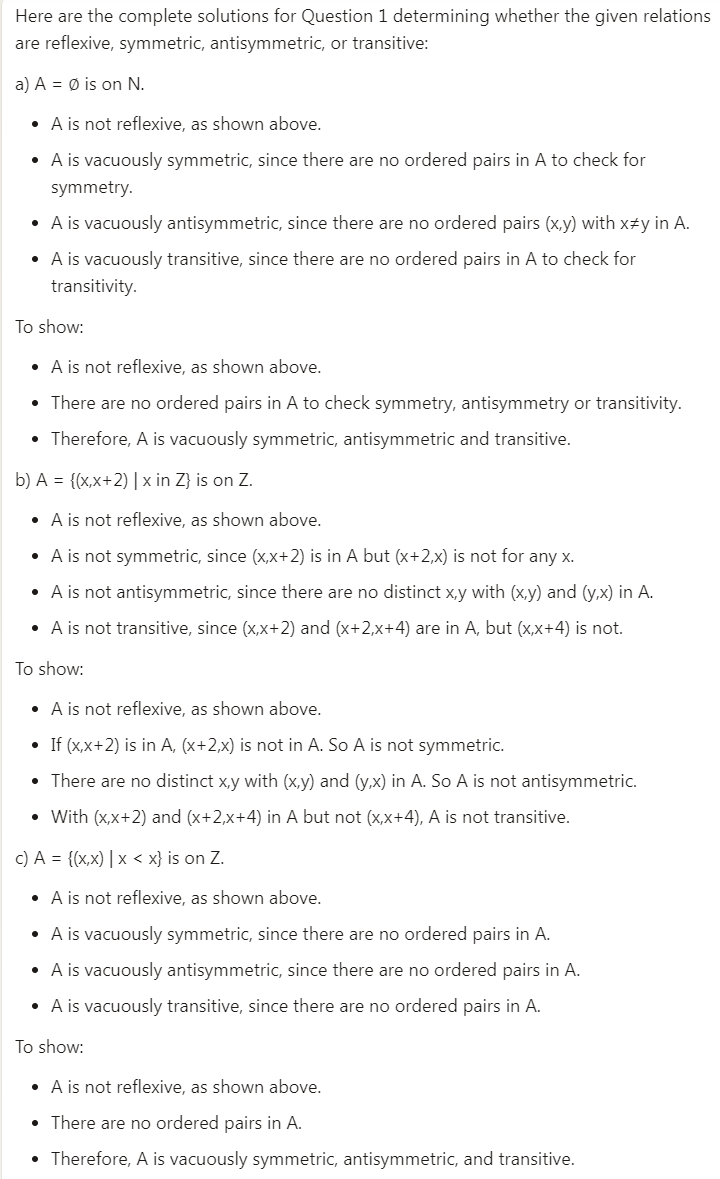 Here are the complete solutions for Question 1 determining whether the given relations
are reflexive, symmetric, antisymmetric, or transitive:
a) A = ∅ is on N.
• A is not reflexive, as shown above.
• A is vacuously symmetric, since there are no ordered pairs in A to check for
symmetry.
• A is vacuously antisymmetric, since there are no ordered pairs (x,y) with x≠y in A.
• A is vacuously transitive, since there are no ordered pairs in A to check for
transitivity.
To show:
• A is not reflexive, as shown above.
• There are no ordered pairs in A to check symmetry, antisymmetry or transitivity.
• Therefore, A is vacuously symmetric, antisymmetric and transitive.
b) A = {(x,x+2) | x in Z} is on Z.
• A is not reflexive, as shown above.
• A is not symmetric, since (x,x+2) is in A but (x+2,x) is not for any x.
• A is not antisymmetric, since there are no distinct x,y with (x,y) and (y,x) in A.
• A is not transitive, since (x,x+2) and (x+2,x+4) are in A, but (x,x+4) is not.
To show:
• A is not reflexive, as shown above.
• If (x,x+2) is in A, (x+2,x) is not in A. So A is not symmetric.
• There are no distinct x,y with (x,y) and (y,x) in A. So A is not antisymmetric.
• With (x,x+2) and (x+2,x+4) in A but not (x,x+4), A is not transitive.
c) A = {(x,x) | x < x} is on Z.
• A is not reflexive, as shown above.
• A is vacuously symmetric, since there are no ordered pairs in A.
• A is vacuously antisymmetric, since there are no ordered pairs in A.
• A is vacuously transitive, since there are no ordered pairs in A.
To show:
• A is not reflexive, as shown above.
• There are no ordered pairs in A.
• Therefore, A is vacuously symmetric, antisymmetric, and transitive.